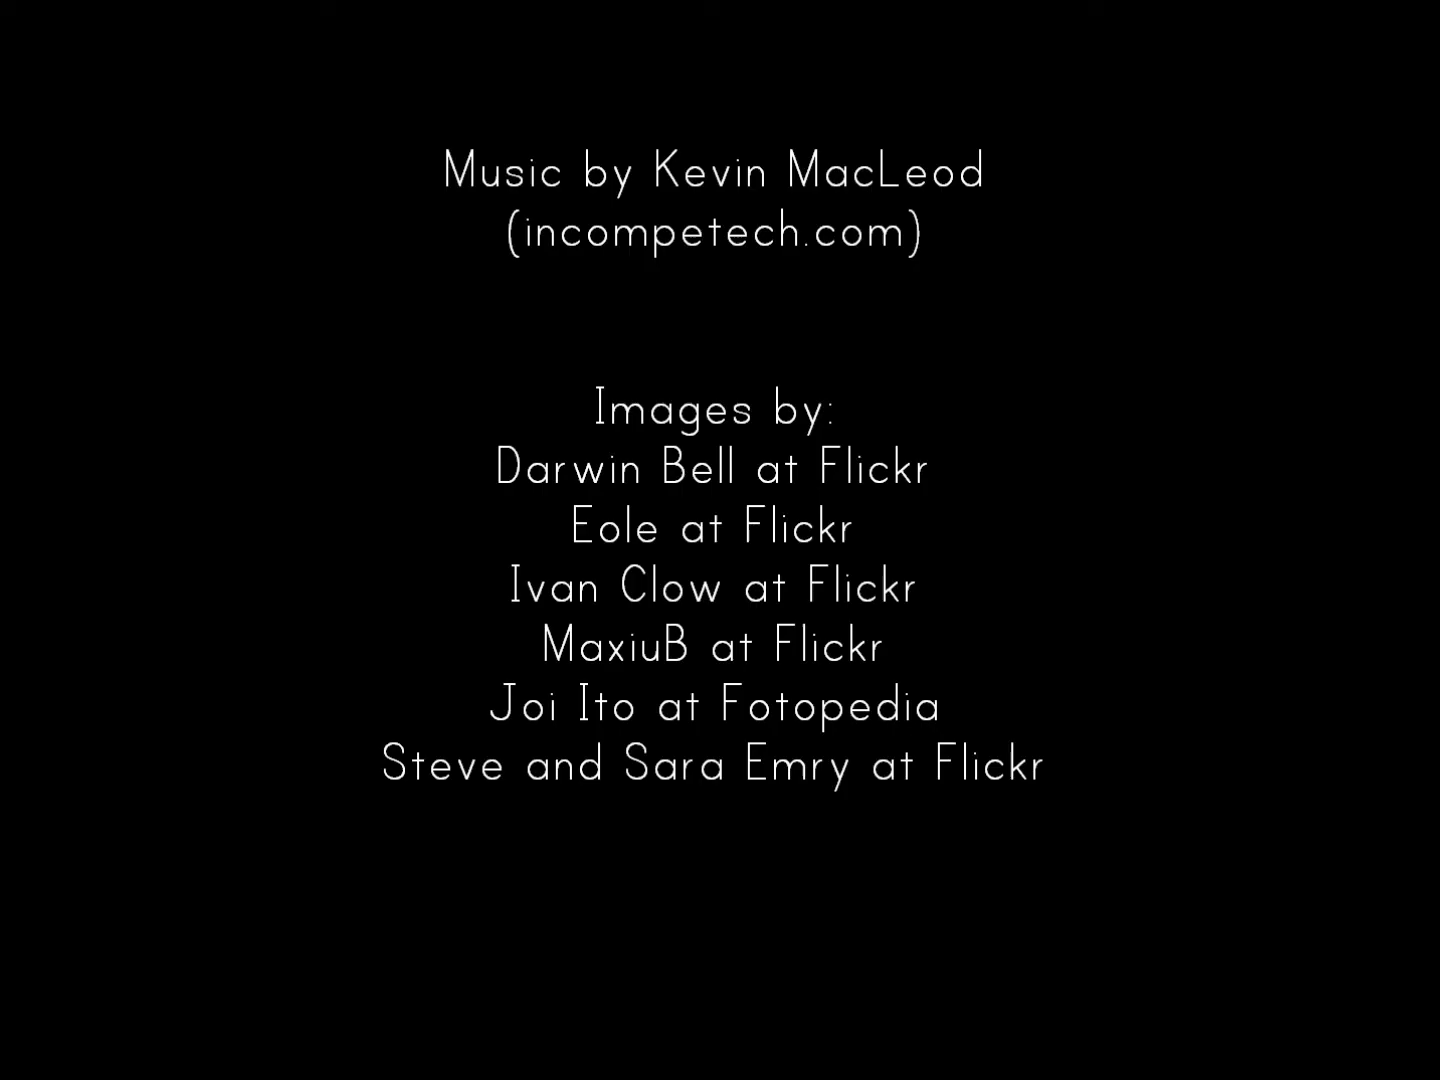 Music by Kevin MacLeod
(incompetech.com)
Images by:
Darwin Bell at Flickr
Eole at Flickr
Ivan Clow at Flickr
MaxiuB at Flickr
Joi Ito at Fotopedia
Steve and Sara Emry at Flickr